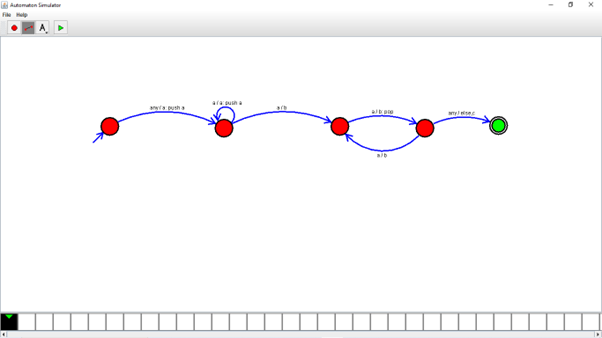 Automaton Simulator
File Help
A
any / a: push a
a / a: push a
a / b
a / b: pop
any / else,c
a / b